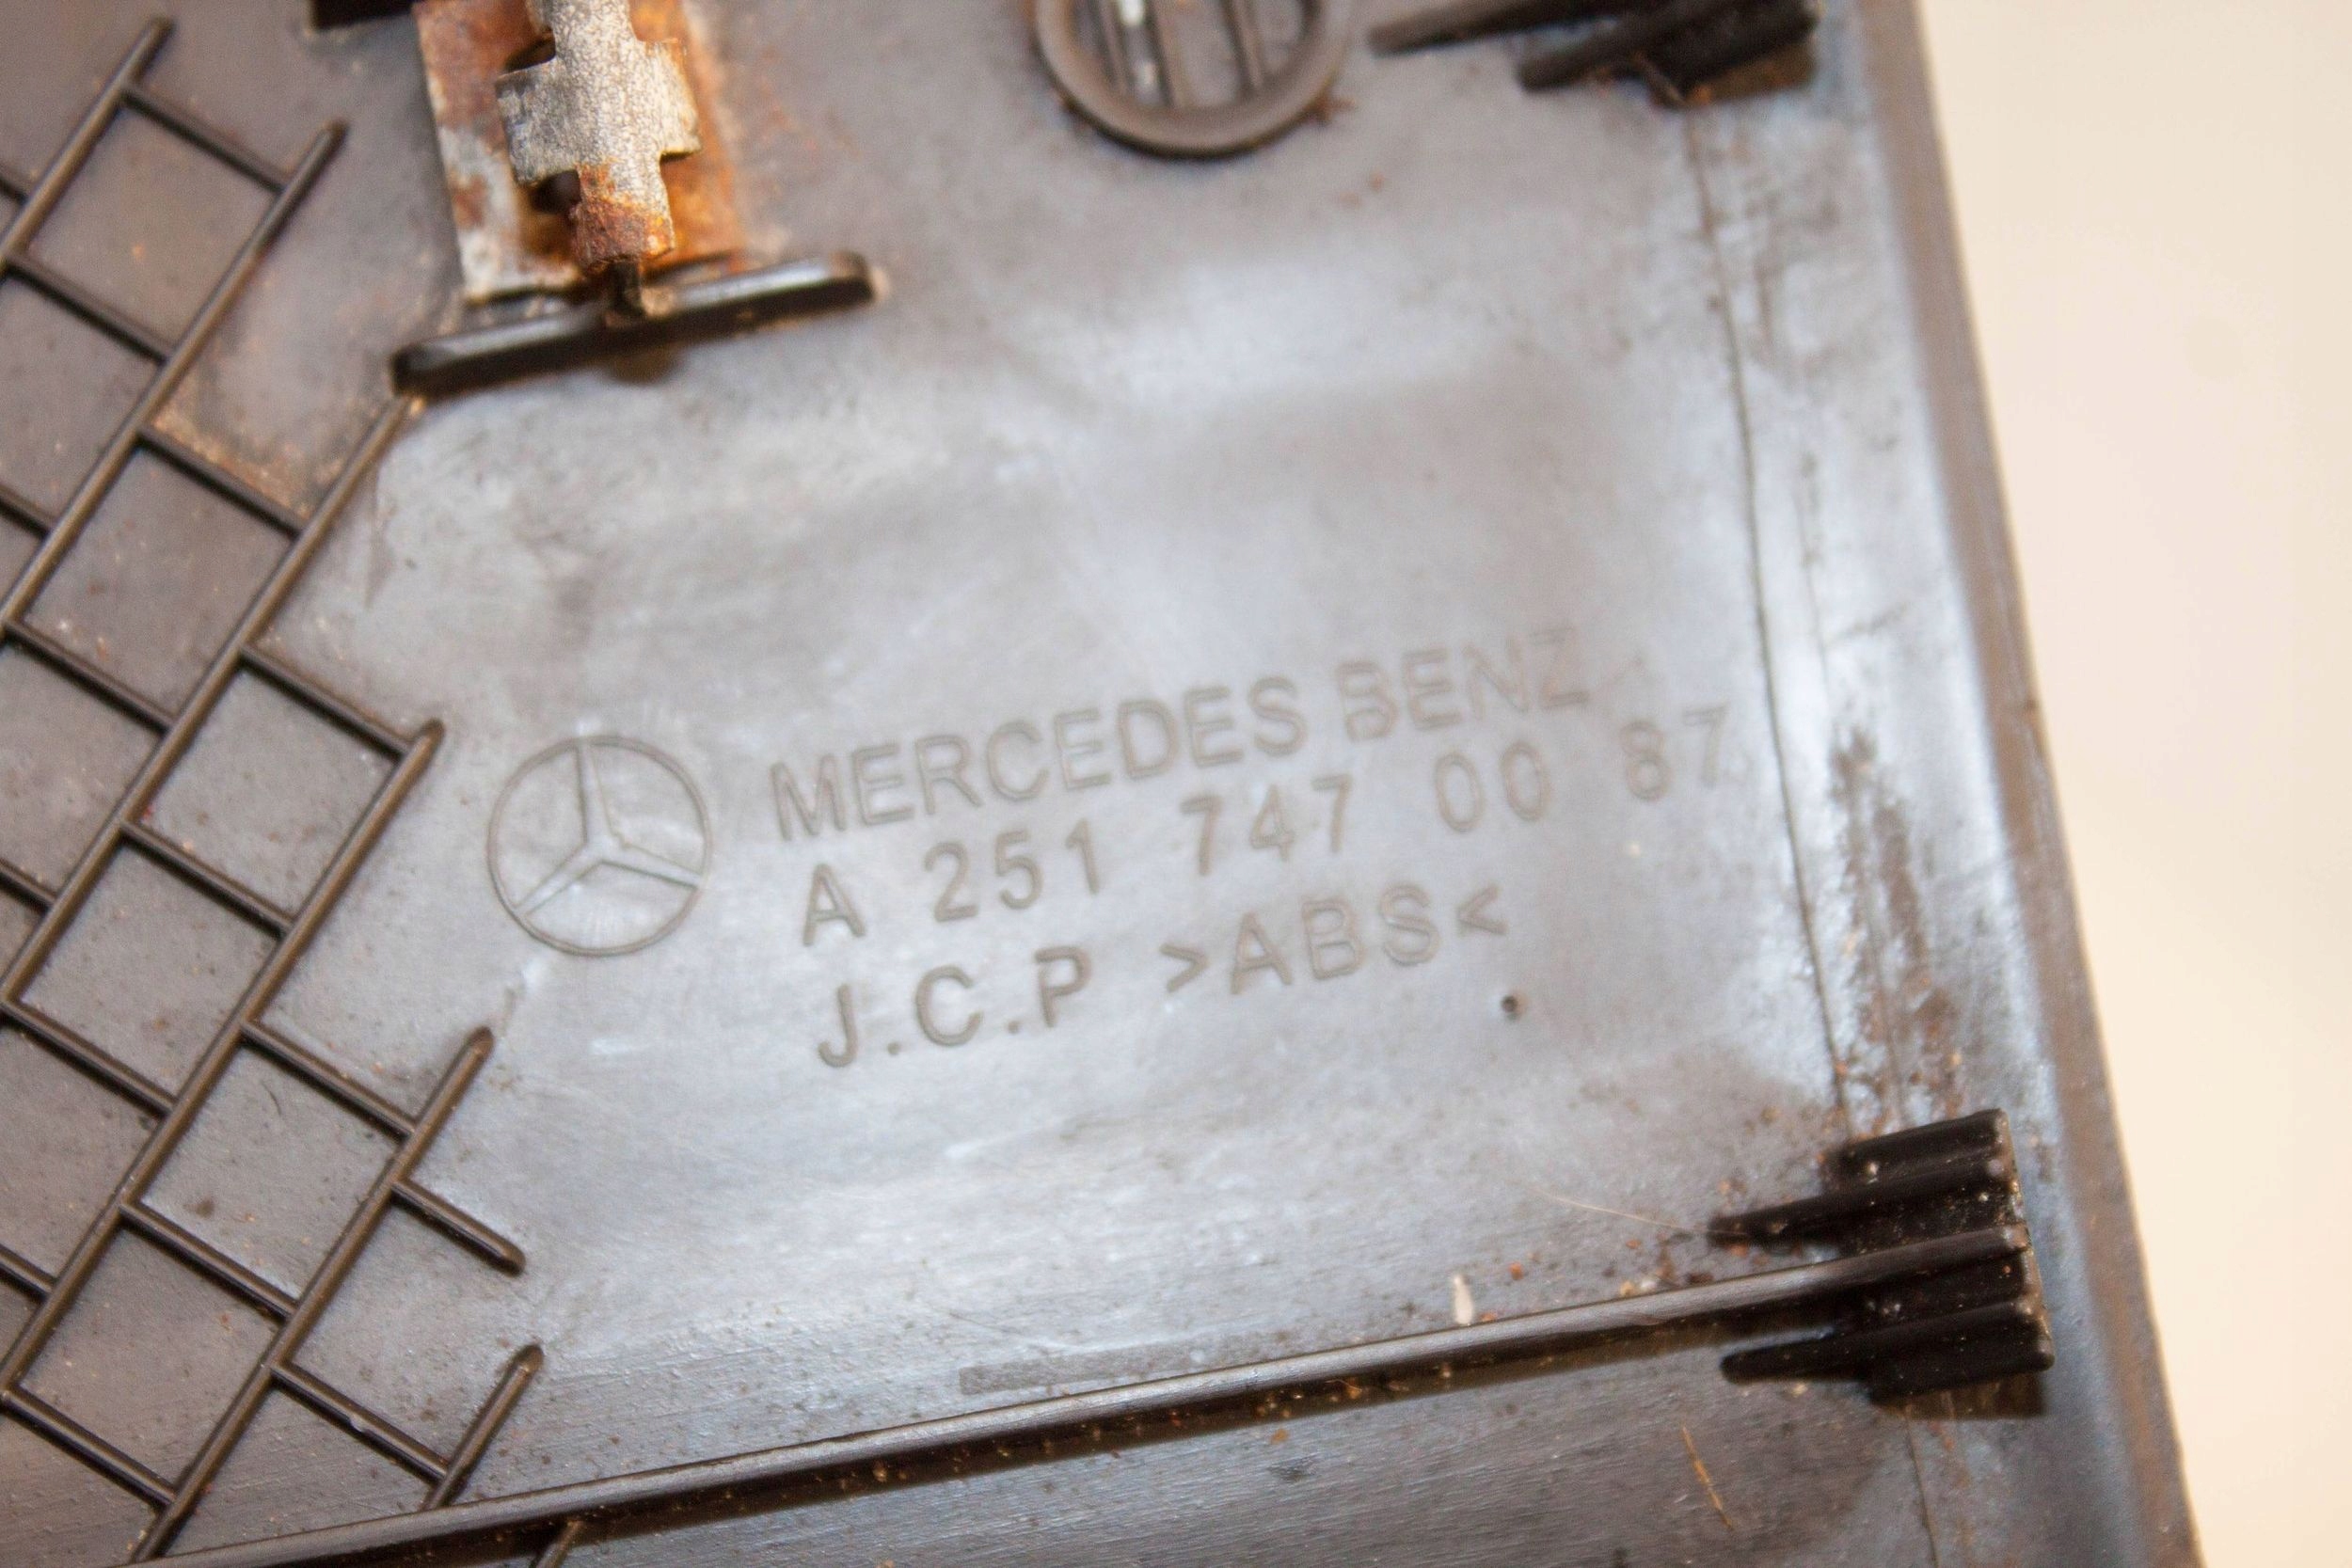 MERCEDES BENZ
A 251 747 00 87
J.C.P >ABS<